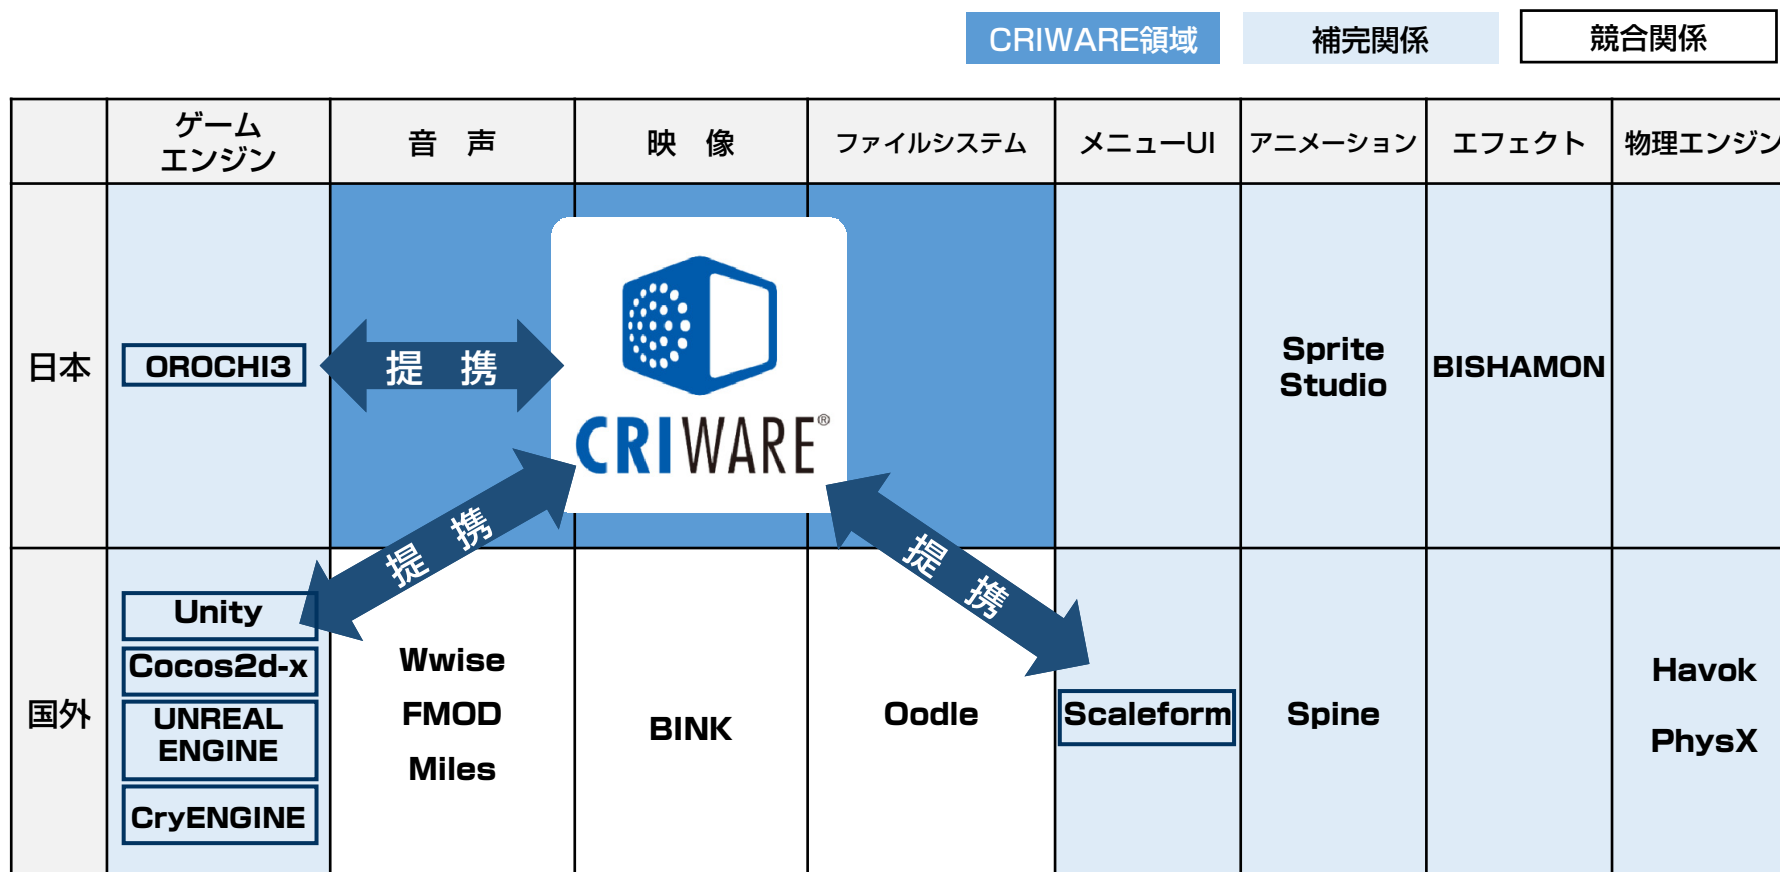 CRIWARE領域
補完関係
競合関係
ゲーム
エンジン
音　声
映　像
ファイルシステム
メニューUI
アニメーション
エフェクト
物理エンジン
日本
OROCHI3
提　携
CRIWARE®
Sprite
Studio
BISHAMON
提　携
提　携
国外
Unity
Cocos2d-x
UNREAL
ENGINE
CryENGINE
Wwise
FMOD
Miles
BINK
Oodle
Scaleform
Spine
Havok
PhysX